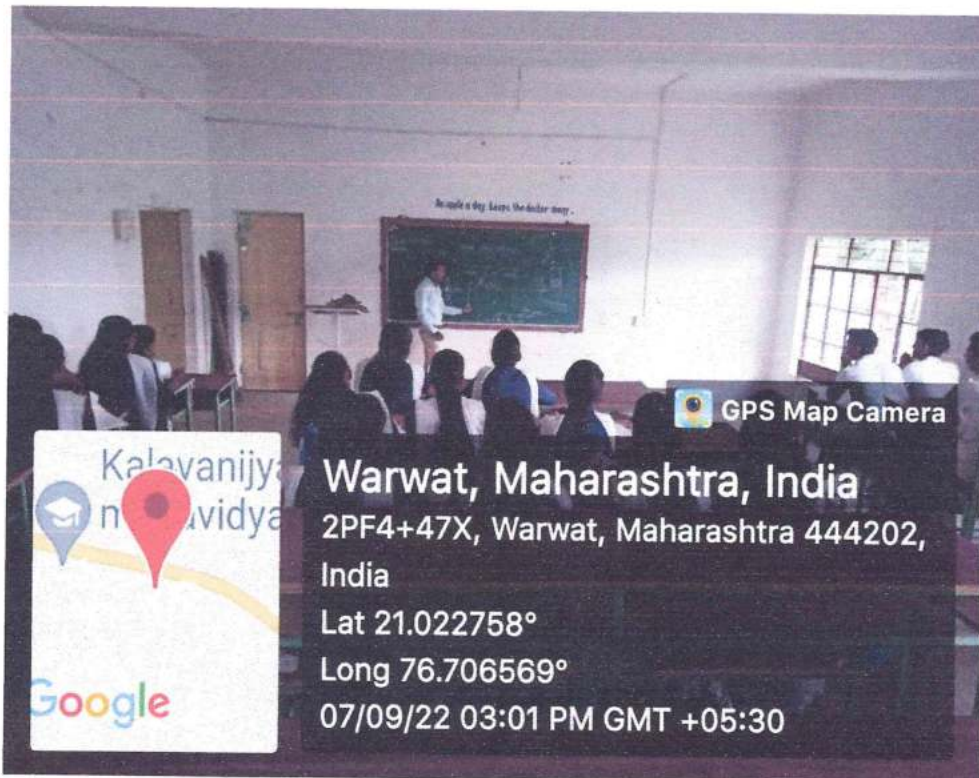 An apple a day keeps the doctor away.
GPS Map Camera
Kalavanijya
Warwat, Maharashtra, India
2PF4+47X, Warwat, Maharashtra 444202,
India
Lat 21.022758°
Long 76.706569°
07/09/22 03:01 PM GMT +05:30
Google